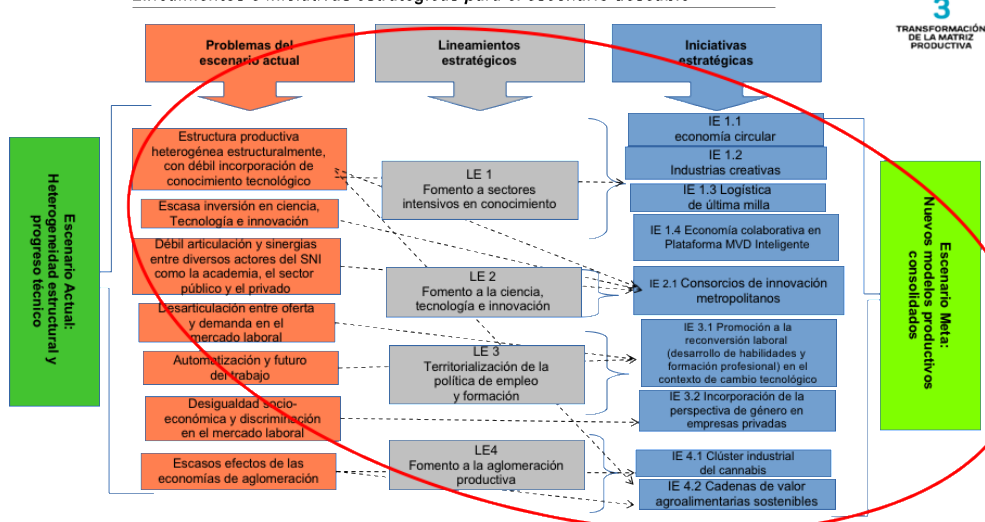 Lineamientos e iniciativas estratégicas para el escenario deseable
3
TRANSFORMACIÓN
DE LA MATRIZ
PRODUCTIVA
Problemas del
escenario actual
Lineamientos
estratégicos
Iniciativas
estratégicas
Escenario Actual:
Heterogeneidad estructural y
progreso técnico
Estructura productiva
heterogénea estructuralmente,
con débil incorporación de
conocimiento tecnológico
Escasa inversión en ciencia,
Tecnología e innovación
Débil articulación y sinergias
entre diversos actores del SNI
como la academia, el sector
público y el privado
Desarticulación entre oferta
y demanda en el
mercado laboral
Automatización y futuro
del trabajo
Desigualdad socio-
económica y discriminación
en el mercado laboral
Escasos efectos de las
economías de aglomeración
LE 1
Fomento a sectores
intensivos en conocimiento
LE 2
Fomento a la ciencia,
tecnología e innovación
LE 3
Territorialización de la
política de empleo
y formación
LE4
Fomento a la aglomeración
productiva
IE 1.1
economía circular
IE 1.2
Industrias creativas
IE 1.3 Logística
de última milla
IE 1.4 Economía colaborativa en
Plataforma MVD Inteligente
IE 2.1 Consorcios de innovación
metropolitanos
IE 3.1 Promoción a la
reconversión laboral
(desarrollo de habilidades y
formación profesional) en el
contexto de cambio tecnológico
IE 3.2 Incorporación de la
perspectiva de género en
empresas privadas
IE 4.1 Clúster industrial
del cannabis
IE 4.2 Cadenas de valor
agroalimentarias sostenibles
Escenario Meta:
Nuevos modelos productivos
consolidados